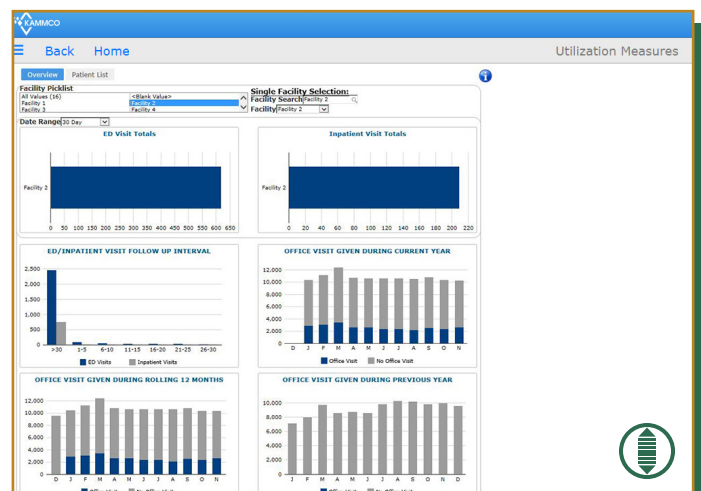 KAMMCO
Back Home Utilization Measures
Overview Patient List
Facility Picklist
All Values (16) <Blank Value>
Facility 1 Facility 2
Facility 3 Facility 4
Single Facility Selection:
Facility Search Facility 2
Facility Facility 2
Date Range 30 Day
ED Visit Totals
Facility 2
0 50 100 150 200 250 300 350 400 450 500 550 600 650
Inpatient Visit Totals
Facility 2
0 20 40 60 80 100 120 140 160 180 200 220
ED/INPATIENT VISIT FOLLOW UP INTERVAL
2,500
2,000
1,500
1,000
500
0
>30 1-5 6-10 11-15 16-20 21-25 26-30
ED Visits Inpatient Visits
OFFICE VISIT GIVEN DURING CURRENT YEAR
12,000
10,000
8,000
6,000
4,000
2,000
0
D J F M A M J J A S O N
Office Visit No Office Visit
OFFICE VISIT GIVEN DURING ROLLING 12 MONTHS
12,000
10,000
8,000
6,000
4,000
2,000
0
D J F M A M J J A S O N
OFFICE VISIT GIVEN DURING PREVIOUS YEAR
10,000
8,000
6,000
4,000
2,000
0
J F M A M J J A S O N D